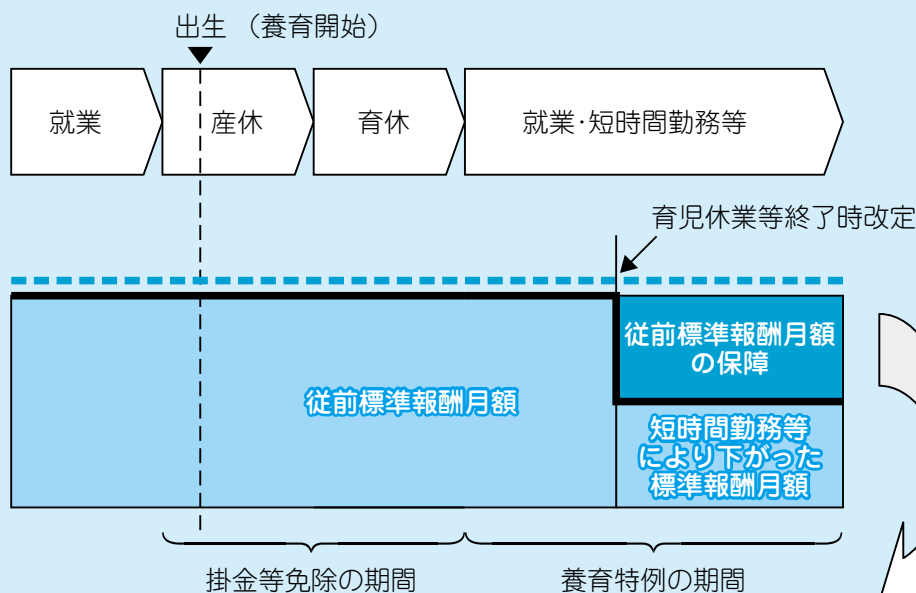 出生 （養育開始）
就業
産休
育休
就業・短時間勤務等
育児休業等終了時改定
従前標準報酬月額
の保障
従前標準報酬月額
短時間勤務等
により下がった
標準報酬月額
掛金等免除の期間
養育特例の期間